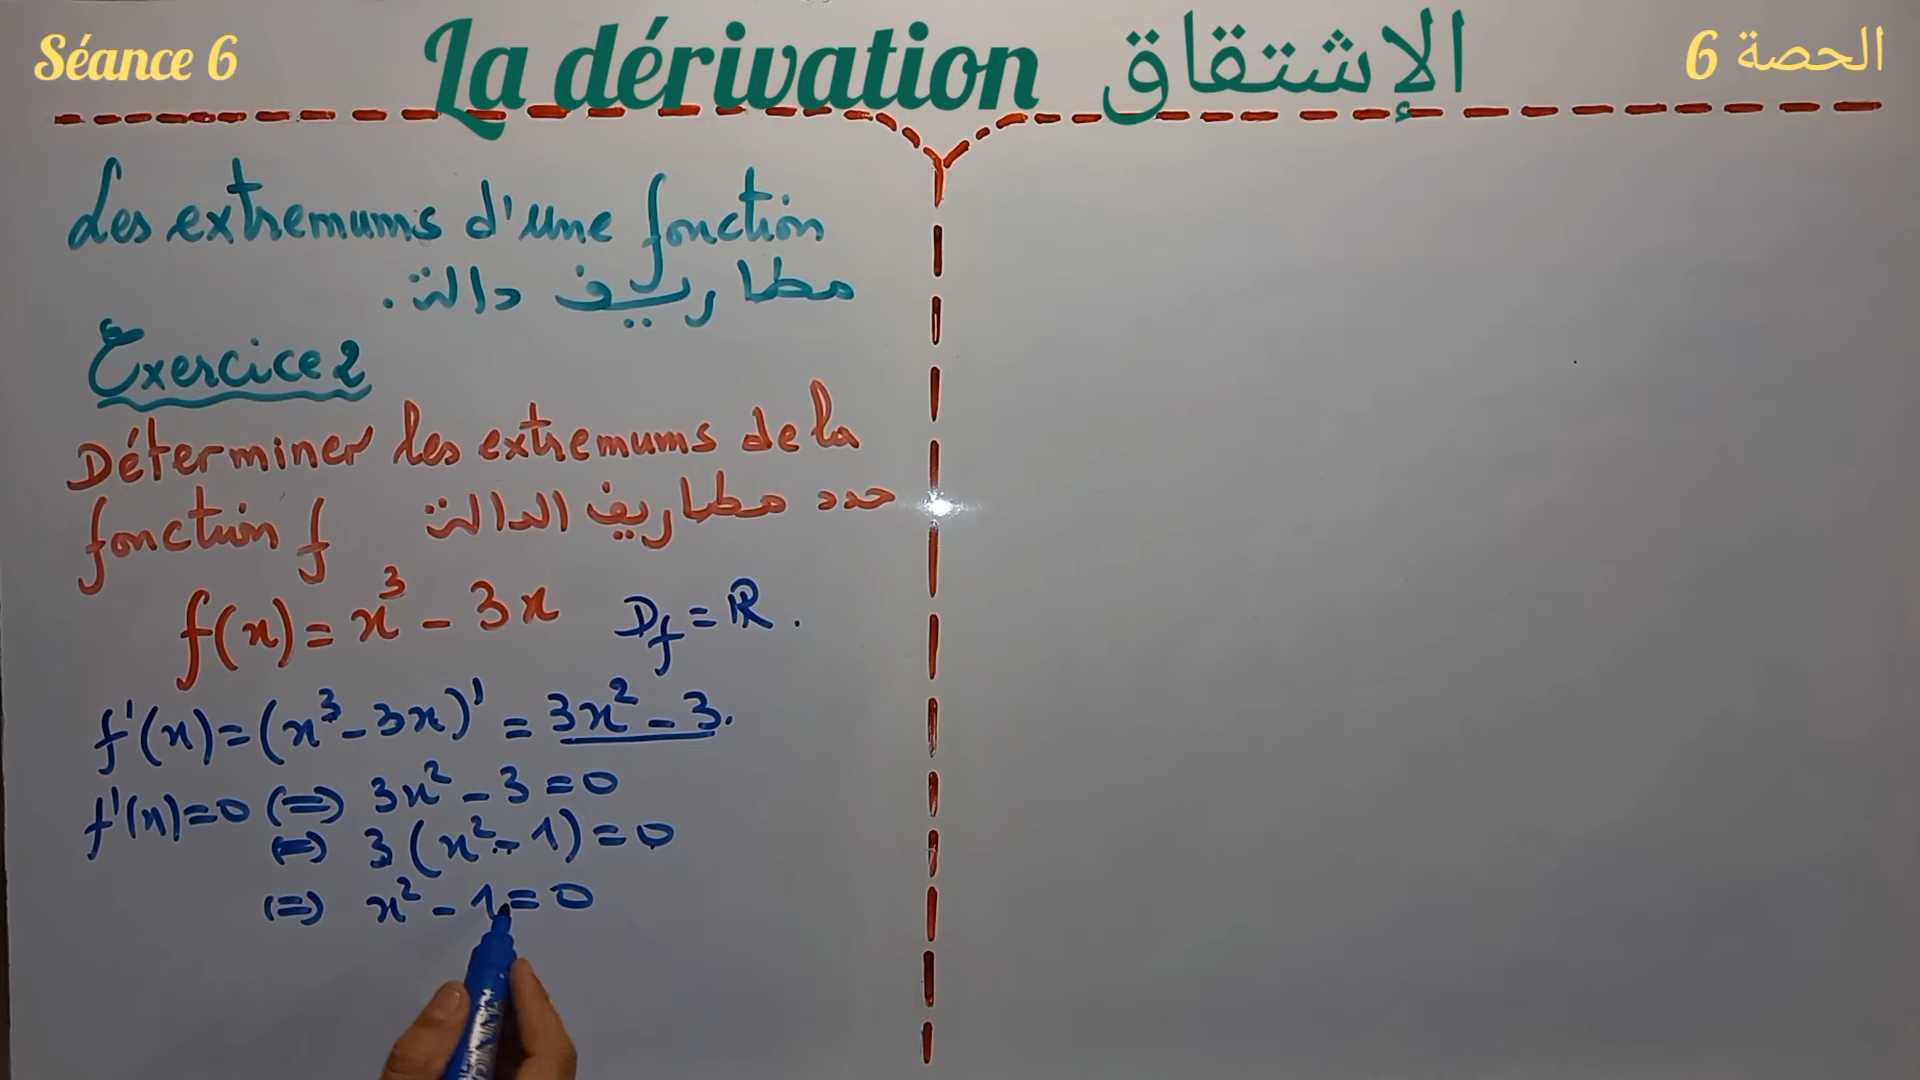 Séance 6
La dérivation الإشتقاق
الحصة 6
Les extremums d'une fonction
مطاريف دالة.
Exercice 2
Déterminer les extremums de la
fonction f حدد مطاريف الدالة
f(x) = x³ - 3x D_f = ℝ.
f'(x) = (x³ - 3x)' = 3x² - 3.
f'(x) = 0 ⇔ 3x² - 3 = 0
⇔ 3(x² - 1) = 0
⇔ x² - 1 = 0